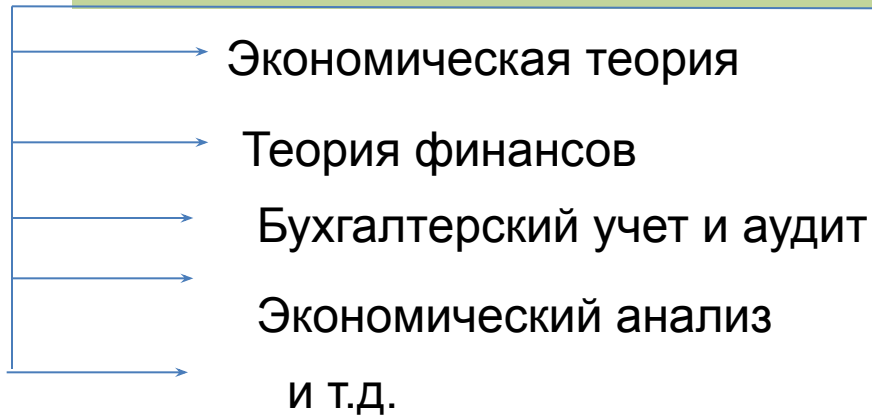 Экономическая теория
Теория финансов
Бухгалтерский учет и аудит
Экономический анализ
и т.д.